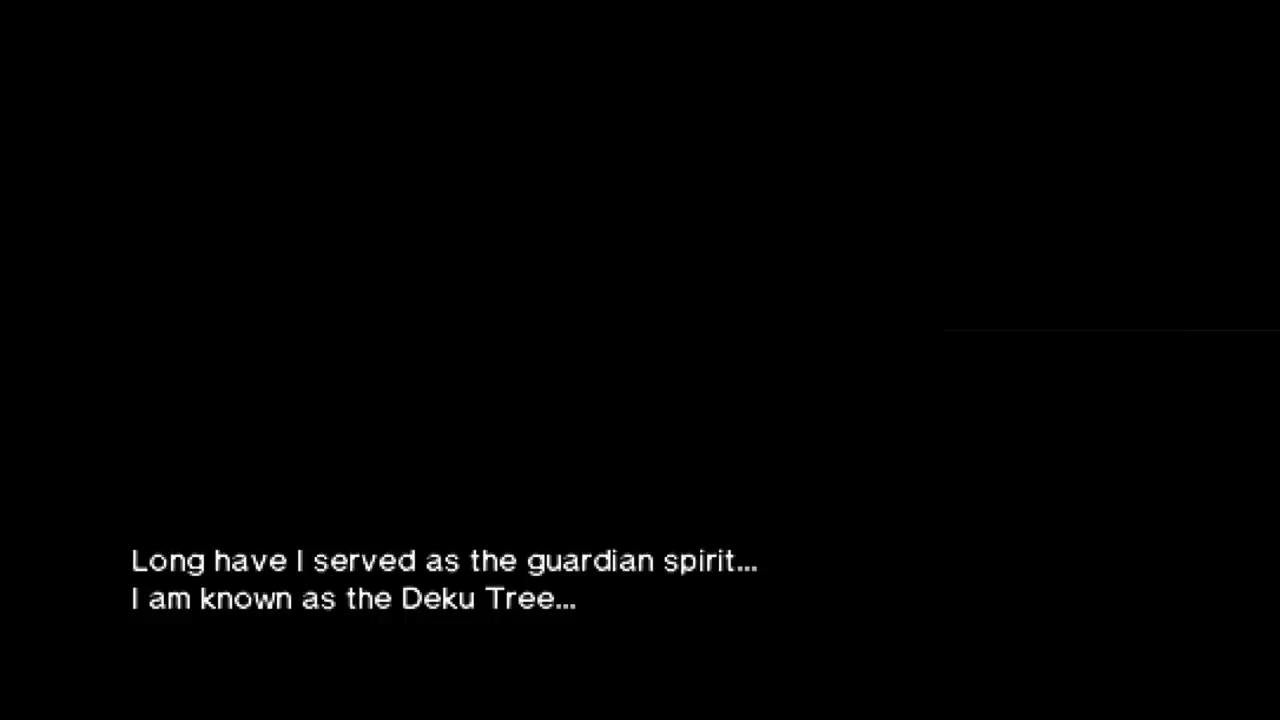 Long have I served as the guardian spirit...
I am known as the Deku Tree...